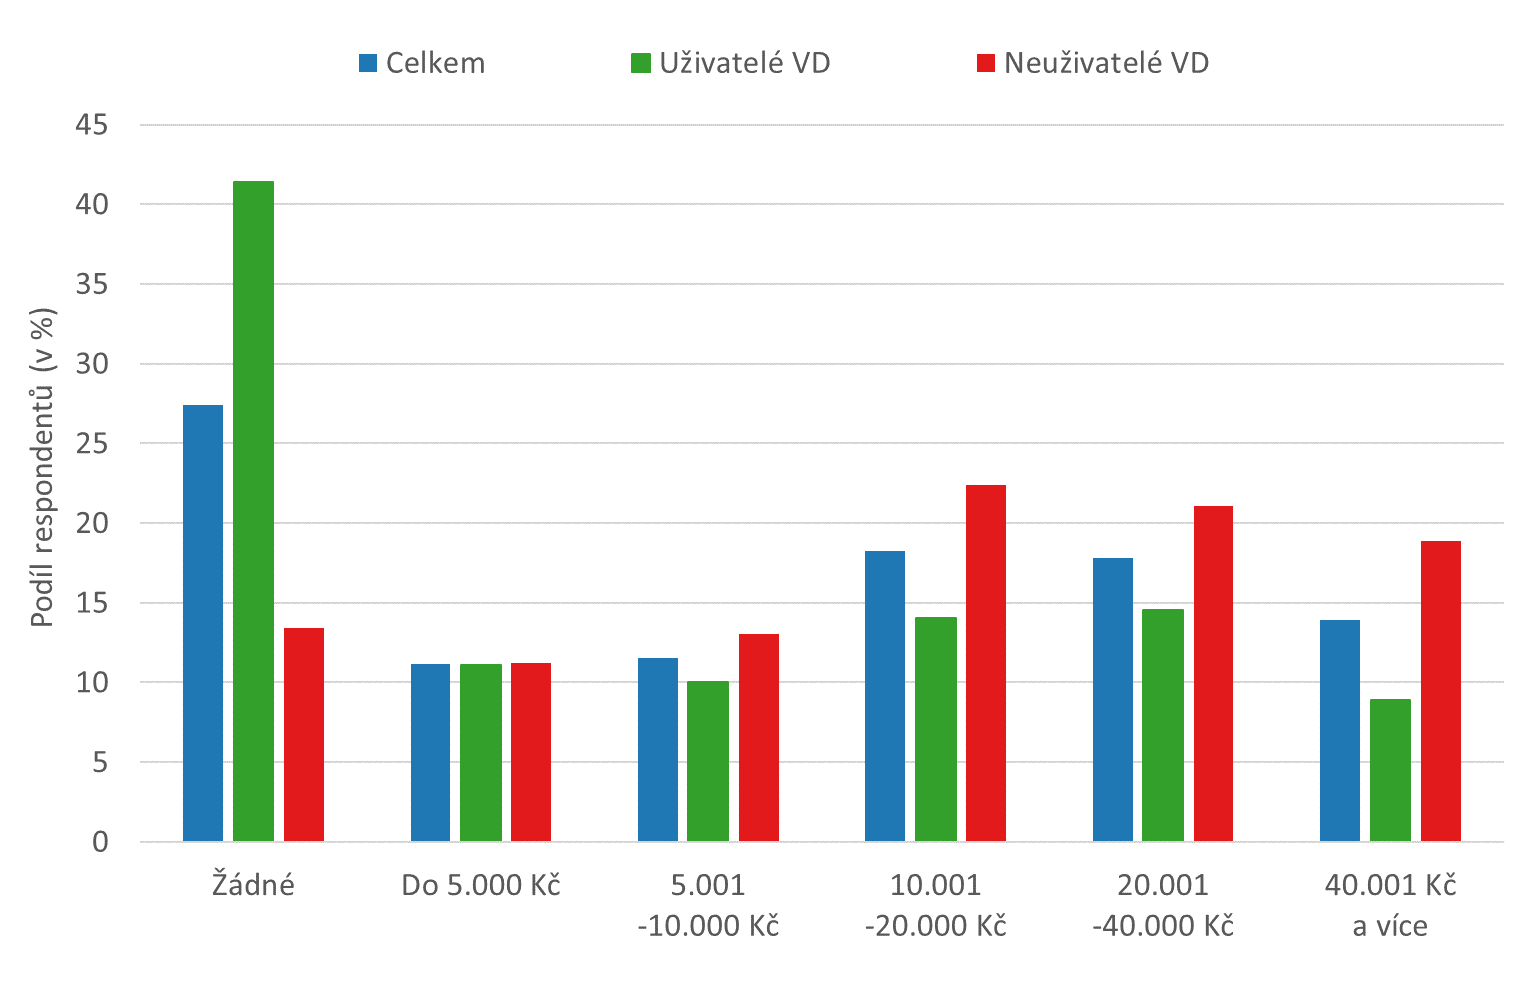 Celkem
Uživatelé VD
Neuživatelé VD
Podíl respondentů (v %)
45
40
35
30
25
20
15
10
5
0
Žádné
Do 5.000 Kč
5.001
-10.000 Kč
10.001
-20.000 Kč
20.001
-40.000 Kč
40.001 Kč
a více